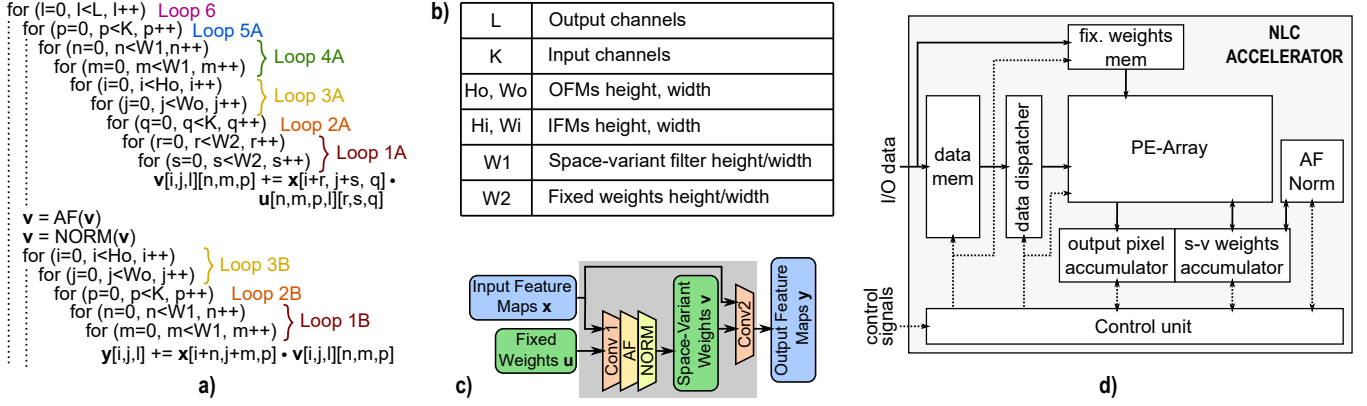 for (l=0, l<L, l++) Loop 6
for (p=0, p<K, p++) Loop 5A
for (n=0, n<W1,n++)
for (m=0, m<W1, m++)
Loop 4A
for (i=0, i<Ho, i++)
for (j=0, j<Wo, j++)
Loop 3A
for (q=0, q<K, q++) Loop 2A
for (r=0, r<W2, r++)
for (s=0, s<W2, s++)
Loop 1A
v[i,j,l][n,m,p] += x[i+r, j+s, q] •
u[n,m,p,l][r,s,q]
v = AF(v)
v = NORM(v)
for (i=0, i<Ho, i++)
for (j=0, j<Wo, j++)
Loop 3B
for (p=0, p<K, p++) Loop 2B
for (n=0, n<W1, n++)
for (m=0, m<W1, m++)
Loop 1B
y[i,j,l] += x[i+n,j+m,p] • v[i,j,l][n,m,p]
a)
b)
L Output channels
K Input channels
Ho, Wo OFMs height, width
Hi, Wi IFMs height, width
W1 Space-variant filter height/width
W2 Fixed weights height/width
Input Feature
Maps x
Fixed
Weights u
Conv 1
AF
NORM
Space-Variant
Weights v
Conv2
Output Feature
Maps y
c)
NLC
ACCELERATOR
fix. weights
mem
I/O data
data
mem
data dispatcher
PE-Array
AF
Norm
output pixel
accumulator
s-v weights
accumulator
control
signals
Control unit
d)